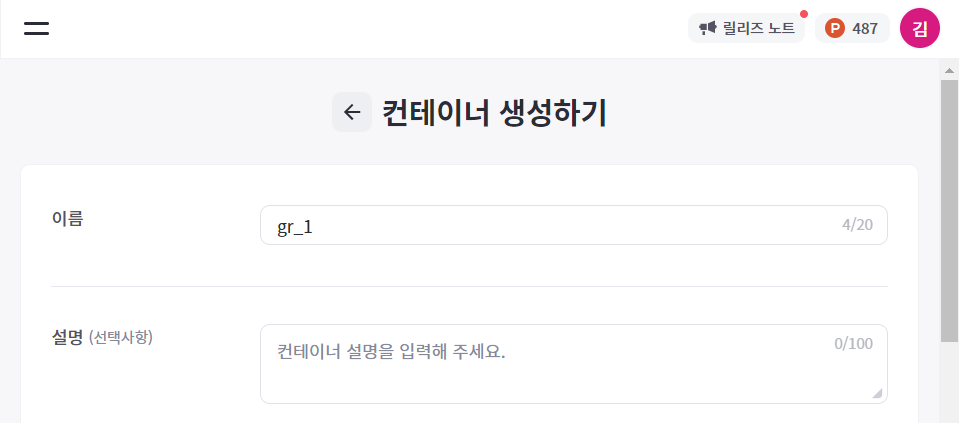 릴리즈 노트
P 487
김
컨테이너 생성하기
이름
gr_1
4/20
설명 (선택사항)
컨테이너 설명을 입력해 주세요.
0/100